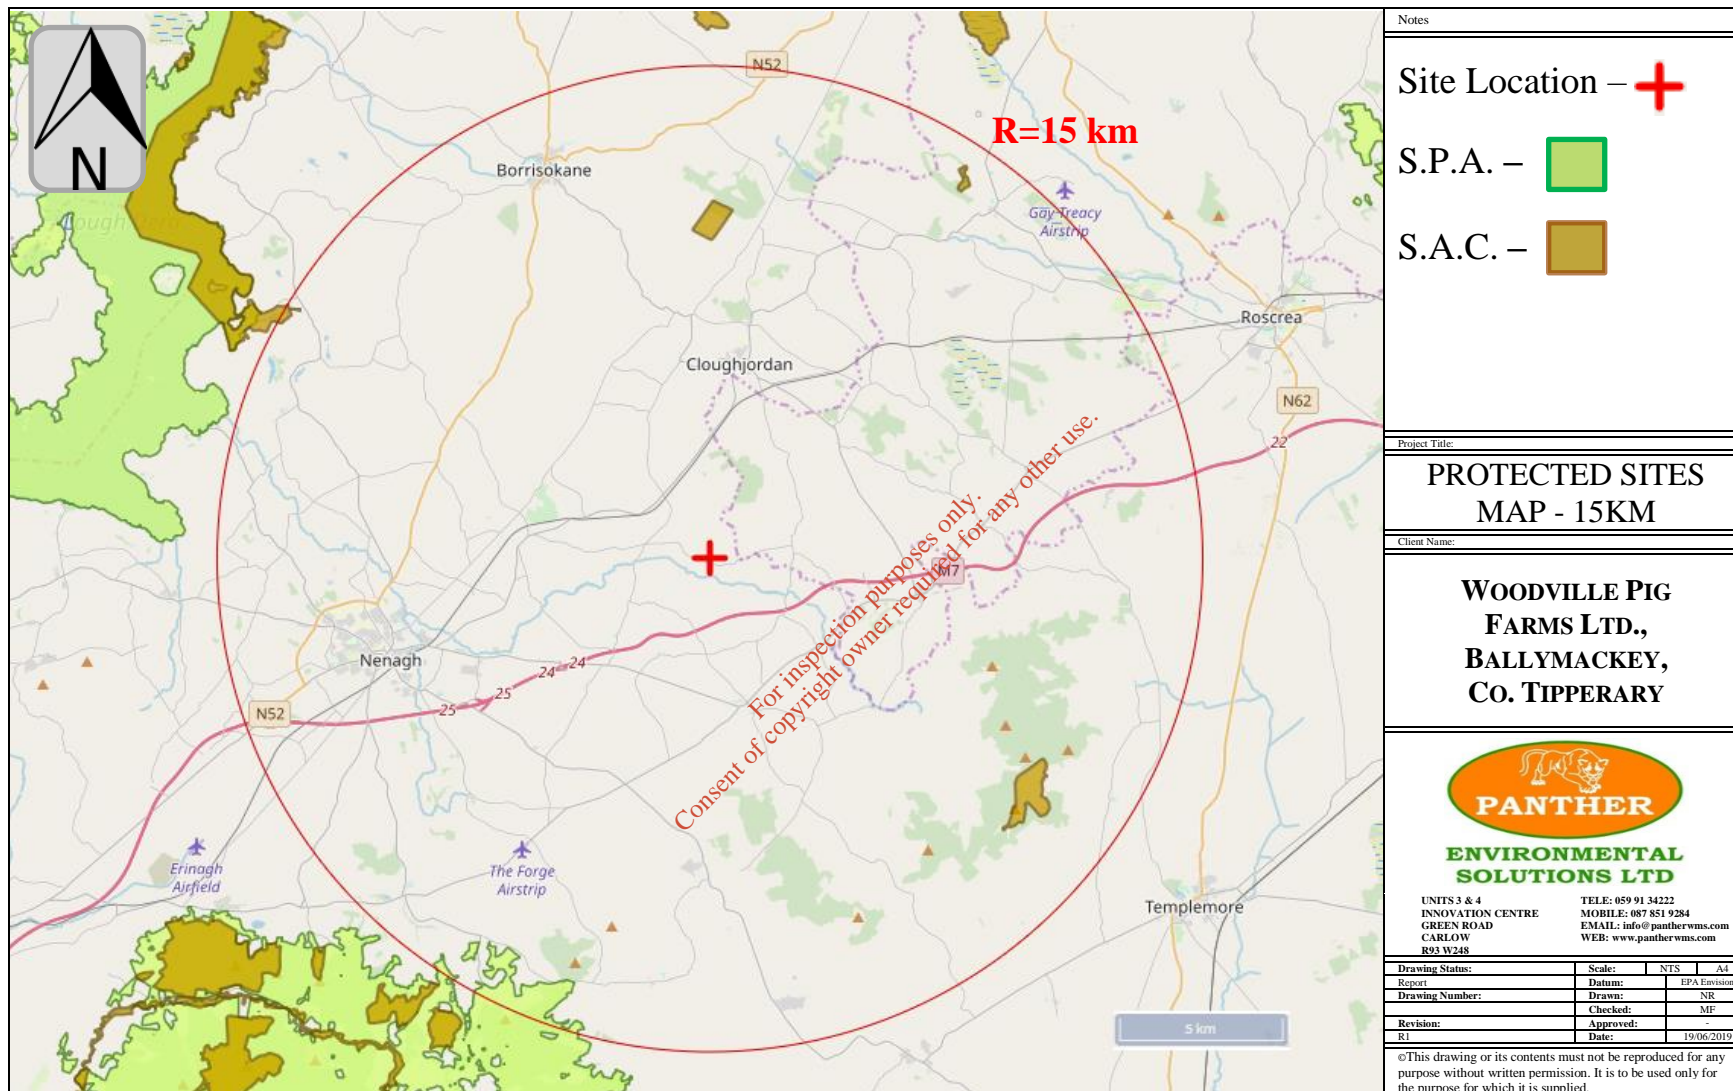 N
N52
R=15 km
Borrisokane
Gay Treacy
Airstrip
Roscrea
Cloughjordan
N62
22
M7
For inspection purposes only.
Consent of copyright owner required for any other use.
Nenagh
24
24
25
25
N52
Erinagh
Airfield
The Forge
Airstrip
Templemore
5 km
Notes
Site Location –
S.P.A. –
S.A.C. –
Project Title:
PROTECTED SITES
MAP - 15KM
Client Name:
WOODVILLE PIG
FARMS LTD.,
BALLYMACKEY,
CO. TIPPERARY
PANTHER
ENVIRONMENTAL
SOLUTIONS LTD
UNITS 3 & 4
INNOVATION CENTRE
GREEN ROAD
CARLOW
R93 W248
TELE: 059 91 34222
MOBILE: 087 851 9284
EMAIL: info@pantherwms.com
WEB: www.pantherwms.com
Drawing Status: Scale: NTS A4
Report Datum: EPA Envision
Drawing Number: Drawn: NR
Checked: MF
Revision: Approved: -
R1 Date: 19/06/2019
©This drawing or its contents must not be reproduced for any
purpose without written permission. It is to be used only for
the purpose for which it is supplied.